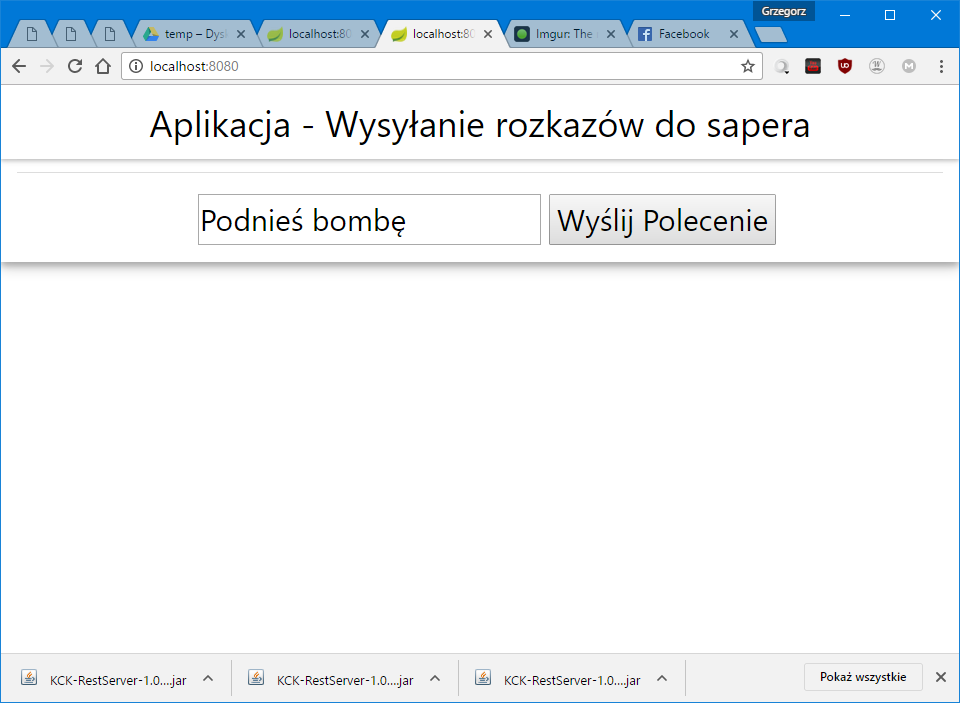 Grzegorz
temp – Dys
localhost:80
localhost:80
Imgur: The
Facebook
localhost:8080
Aplikacja - Wysyłanie rozkazów do sapera
Podnieś bombę Wyślij Polecenie
KCK-RestServer-1.0....jar KCK-RestServer-1.0....jar KCK-RestServer-1.0....jar Pokaż wszystkie